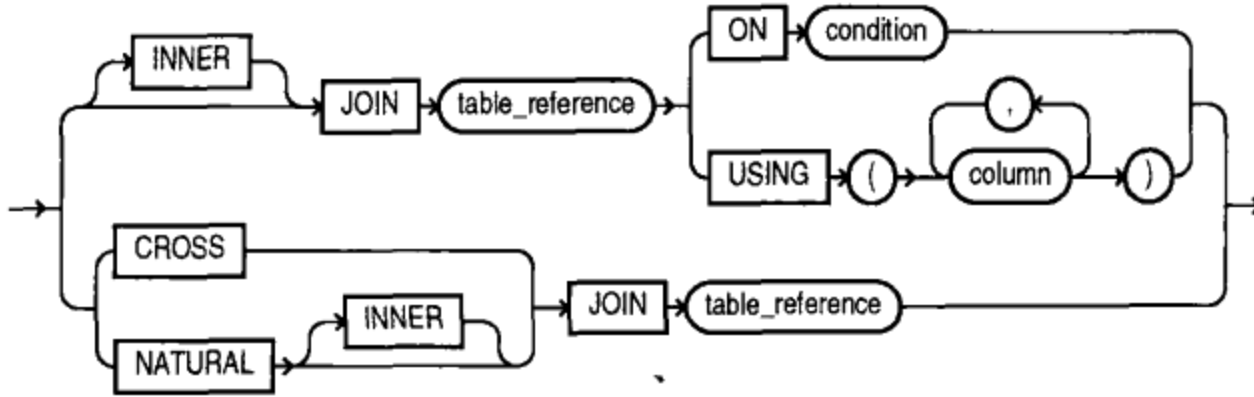 INNER
JOIN
table_reference
ON
condition
USING
(
,
column
)
CROSS
NATURAL
INNER
JOIN
table_reference